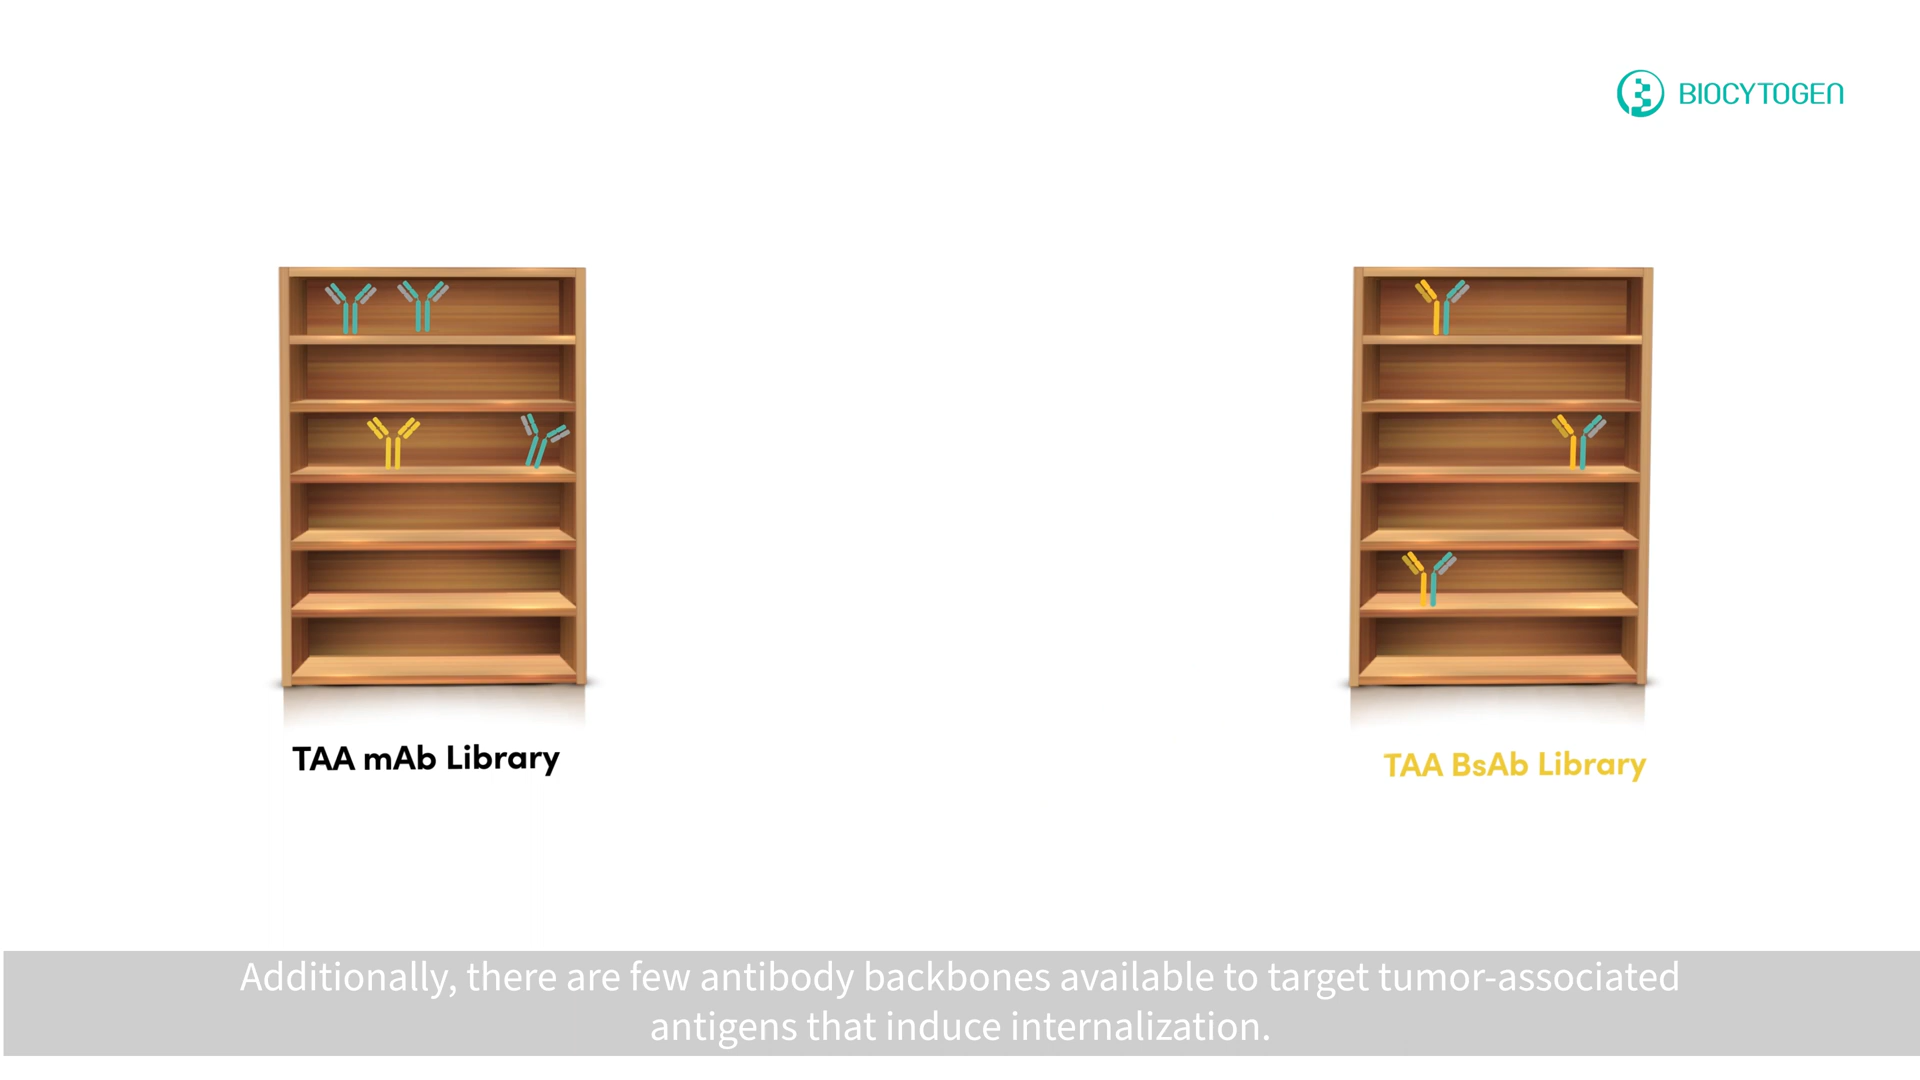 BIOCYTOGEN
TAA mAb Library
TAA BsAb Library
Additionally, there are few antibody backbones available to target tumor-associated
antigens that induce internalization.